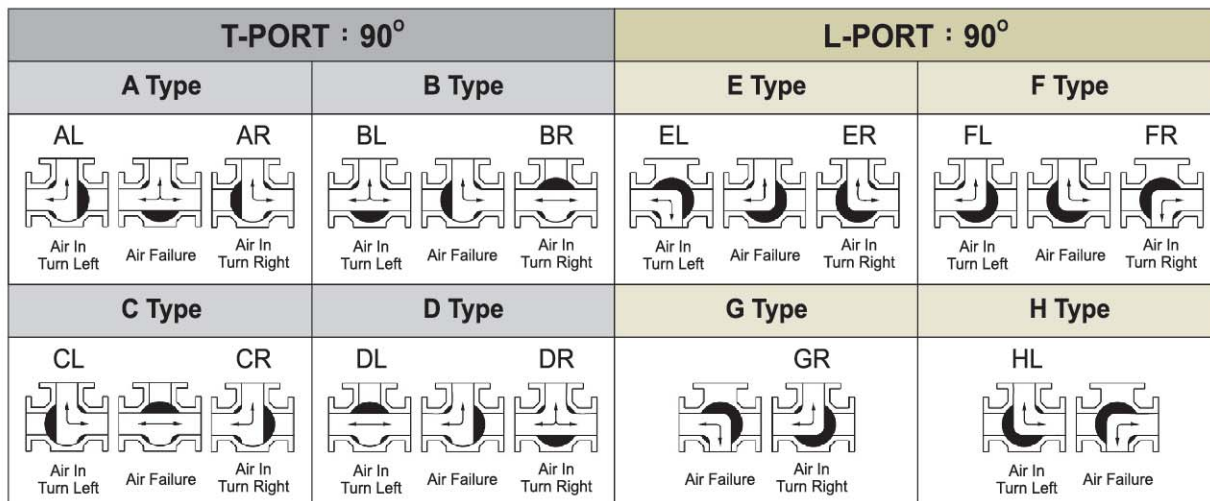 T-PORT : 90°
L-PORT : 90°
A Type
B Type
E Type
F Type
AL
AR
BL
BR
EL
ER
FL
FR
Air In
Turn Left
Air Failure
Air In
Turn Right
Air In
Turn Left
Air Failure
Air In
Turn Right
Air In
Turn Left
Air Failure
Air In
Turn Right
Air In
Turn Left
Air Failure
Air In
Turn Right
C Type
D Type
G Type
H Type
CL
CR
DL
DR
GR
HL
Air In
Turn Left
Air Failure
Air In
Turn Right
Air In
Turn Left
Air Failure
Air In
Turn Right
Air Failure
Air In
Turn Right
Air In
Turn Left
Air Failure